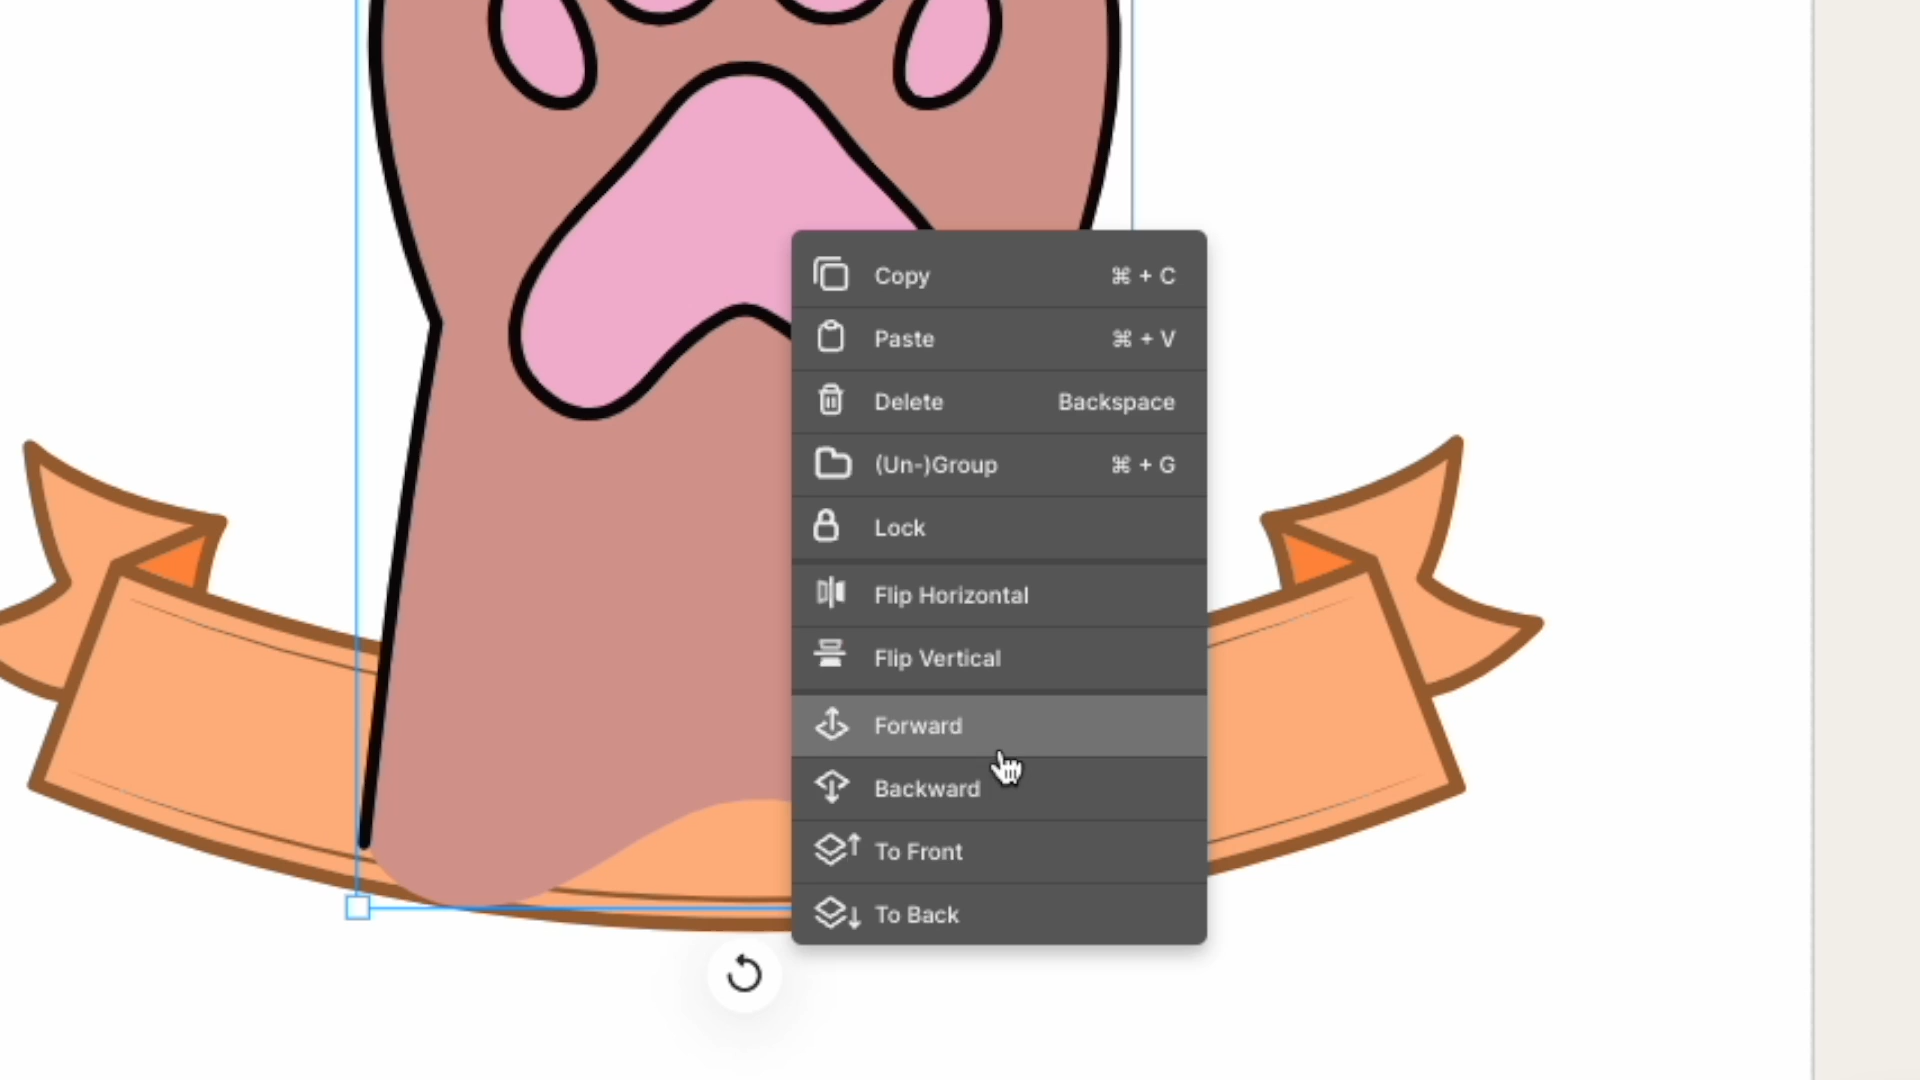 Copy ⌘ + C
Paste ⌘ + V
Delete Backspace
(Un-)Group ⌘ + G
Lock
Flip Horizontal
Flip Vertical
Forward
Backward
To Front
To Back